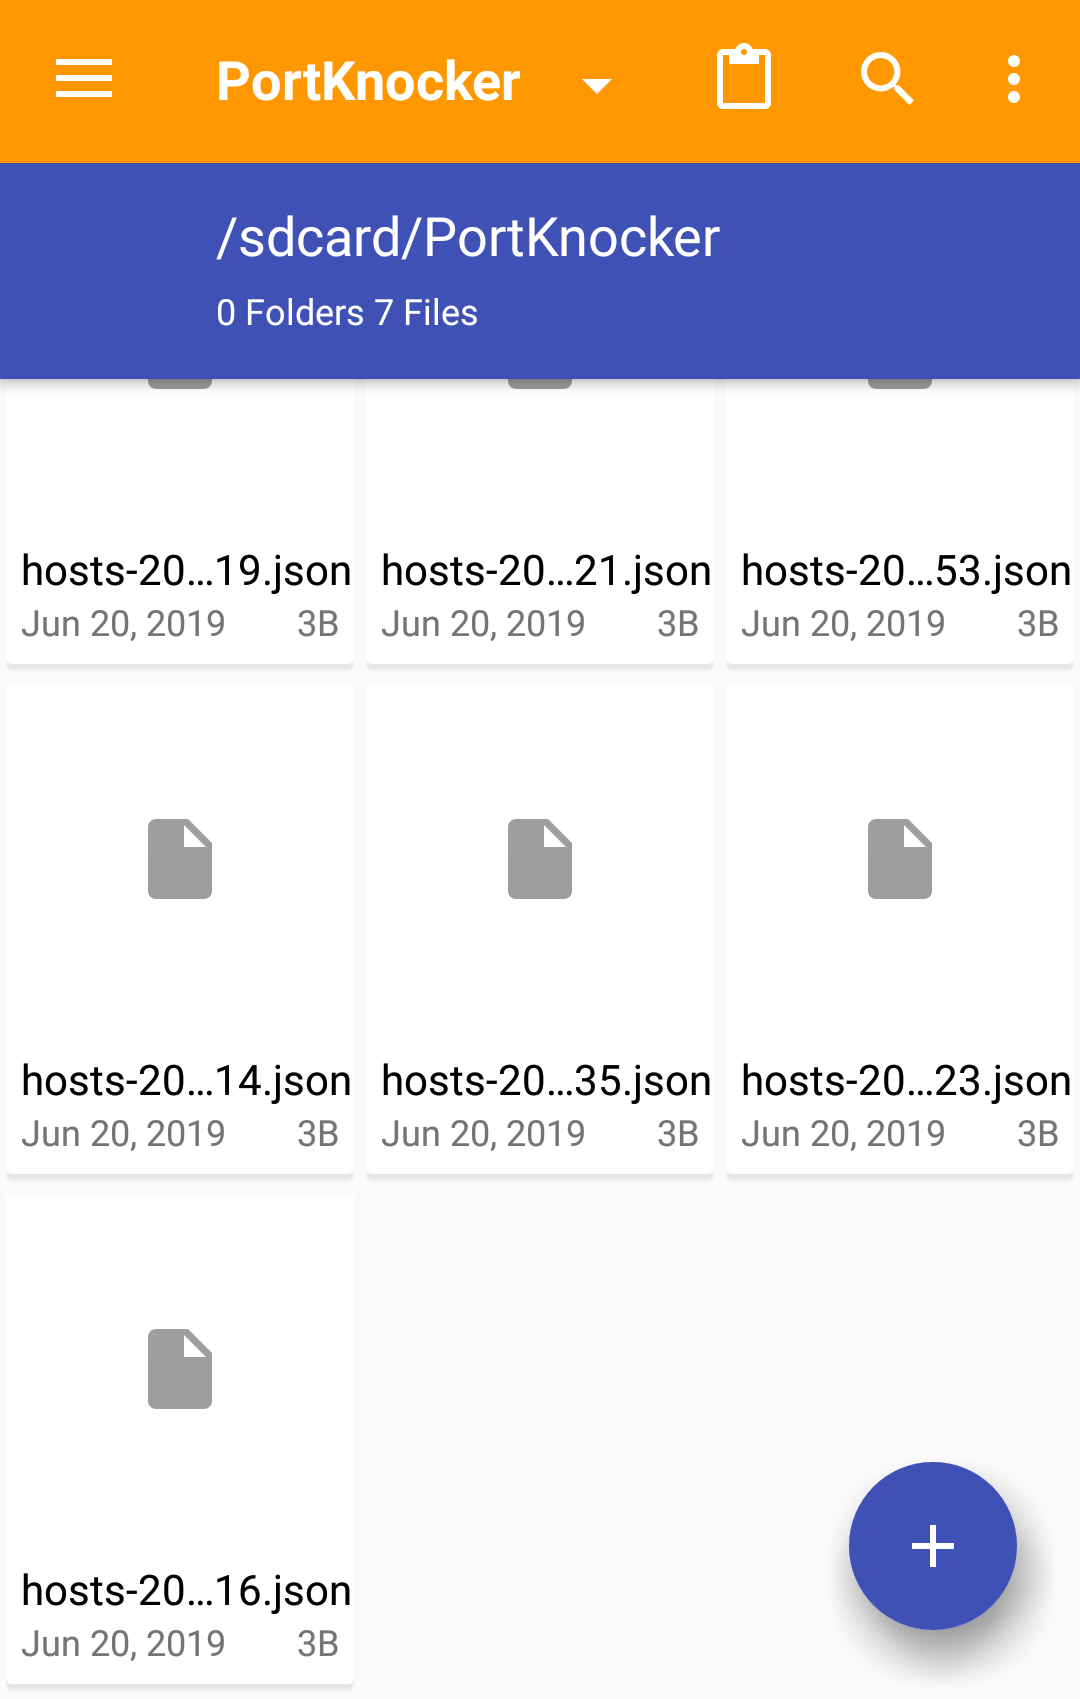 PortKnocker
/sdcard/PortKnocker
0 Folders 7 Files
hosts-20...19.json
Jun 20, 2019 3B
hosts-20...21.json
Jun 20, 2019 3B
hosts-20...53.json
Jun 20, 2019 3B
hosts-20...14.json
Jun 20, 2019 3B
hosts-20...35.json
Jun 20, 2019 3B
hosts-20...23.json
Jun 20, 2019 3B
hosts-20...16.json
Jun 20, 2019 3B